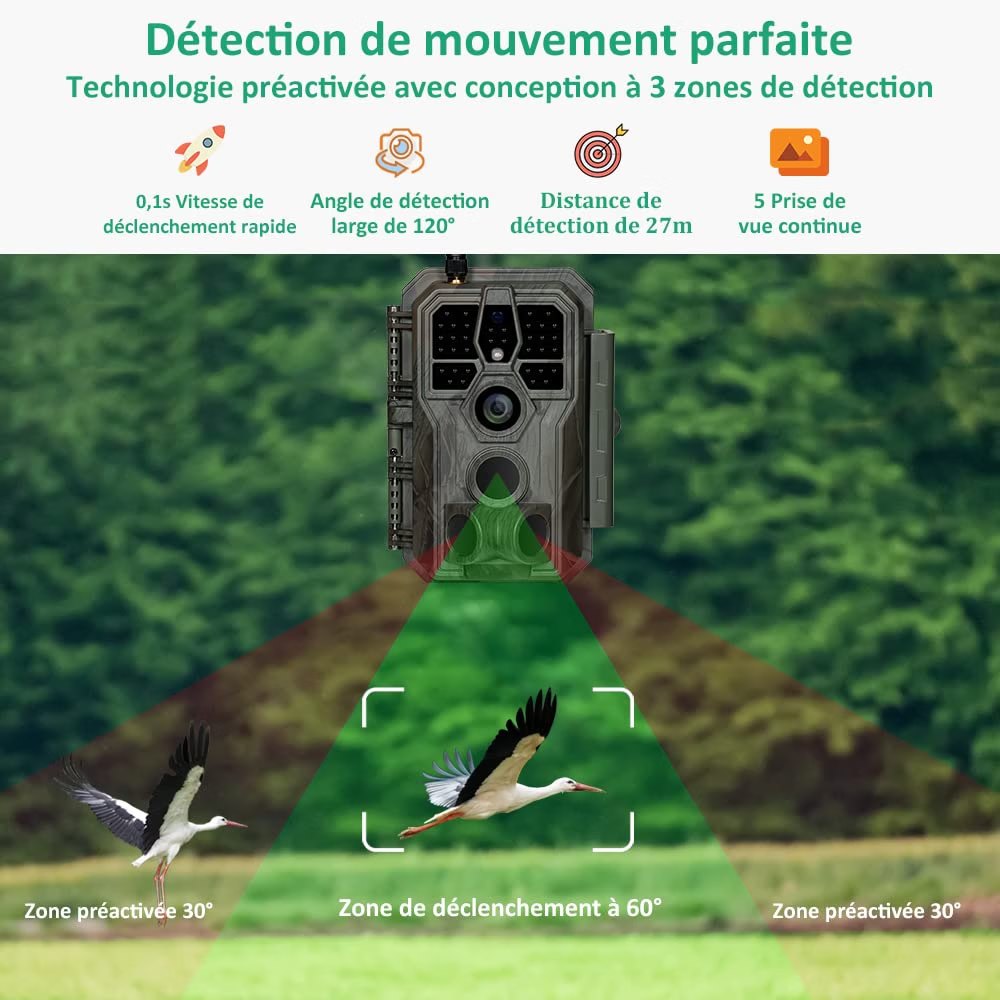 Détection de mouvement parfaite
Technologie préactivée avec conception à 3 zones de détection
0,1s Vitesse de
déclenchement rapide
Angle de détection
large de 120°
Distance de
détection de 27m
5 Prise de
vue continue
Zone préactivée 30°
Zone de déclenchement à 60°
Zone préactivée 30°